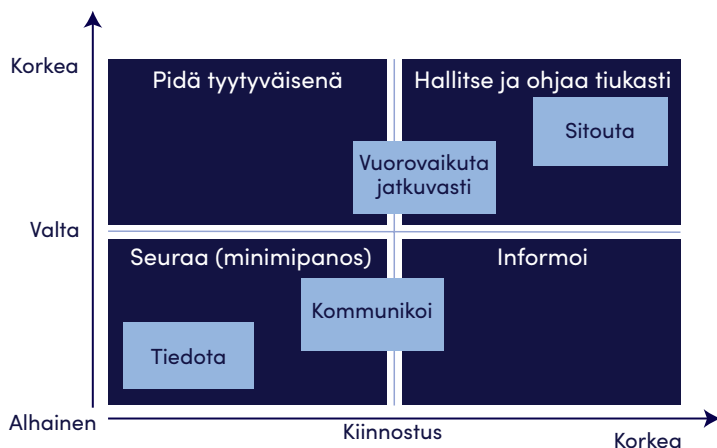 Korkea
Pidä tyytyväisenä
Hallitse ja ohjaa tiukasti
Sitouta
Vuorovaikuta
jatkuvasti
Valta
Seuraa (minimipanos)
Informoi
Kommunikoi
Tiedota
Alhainen
Kiinnostus
Korkea